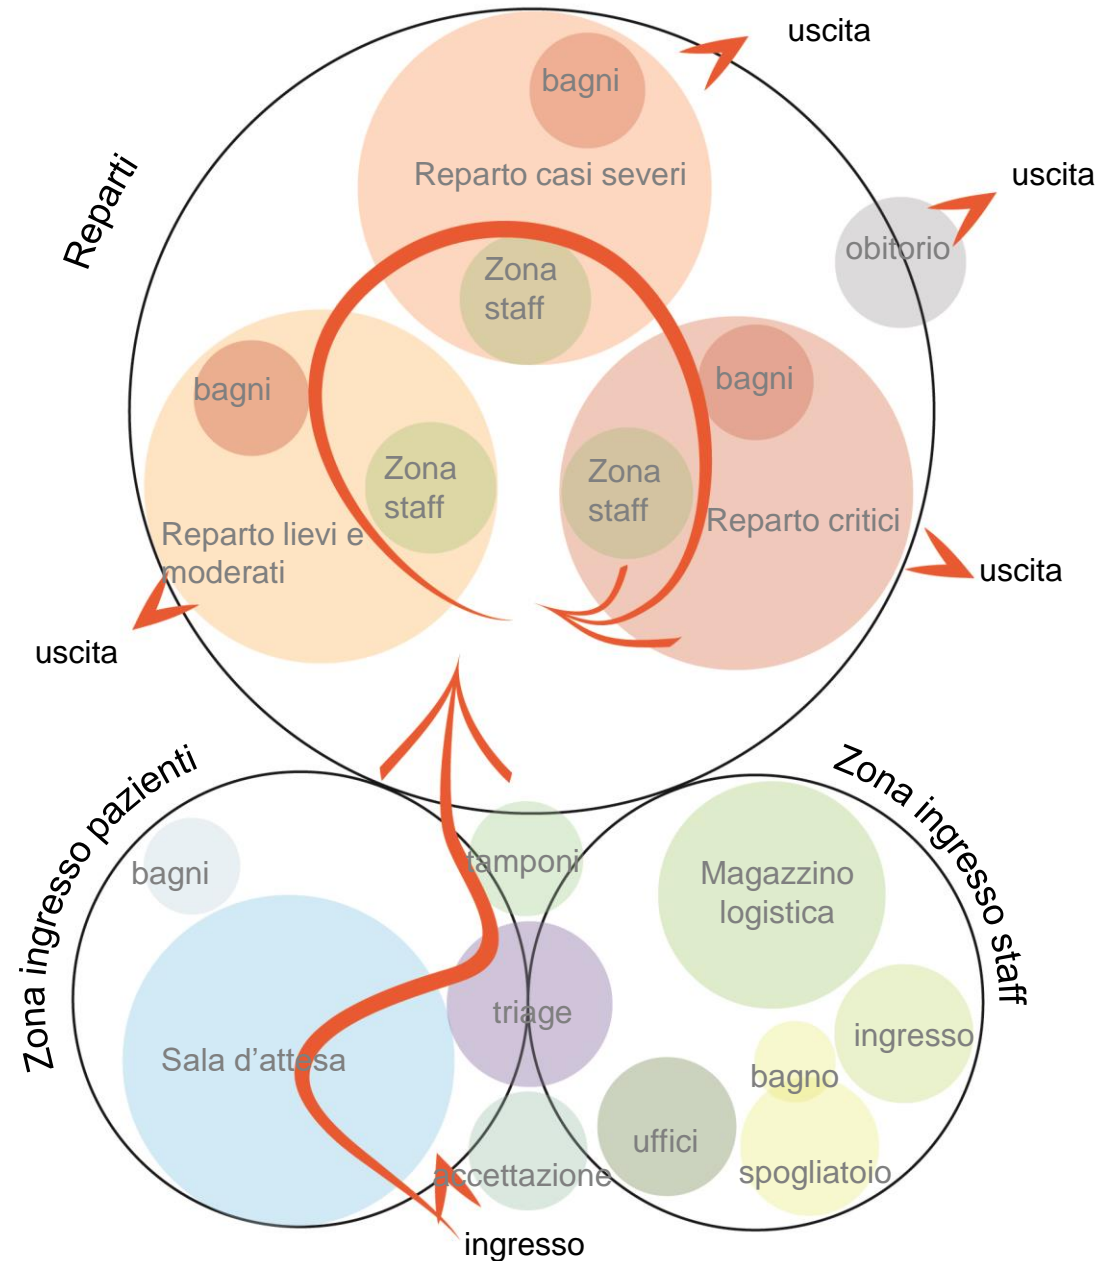 uscita
bagni
Reparti
Reparto casi severi
uscita
obitorio
Zona
staff
bagni
bagni
Zona
staff
Zona
staff
Reparto critici
Reparto lievi e
moderati
uscita
uscita
Zona ingresso pazienti
Zona ingresso staff
bagni
tamponi
Magazzino
logistica
triage
ingresso
Sala d'attesa
bagno
uffici
accettazione
spogliatoio
ingresso